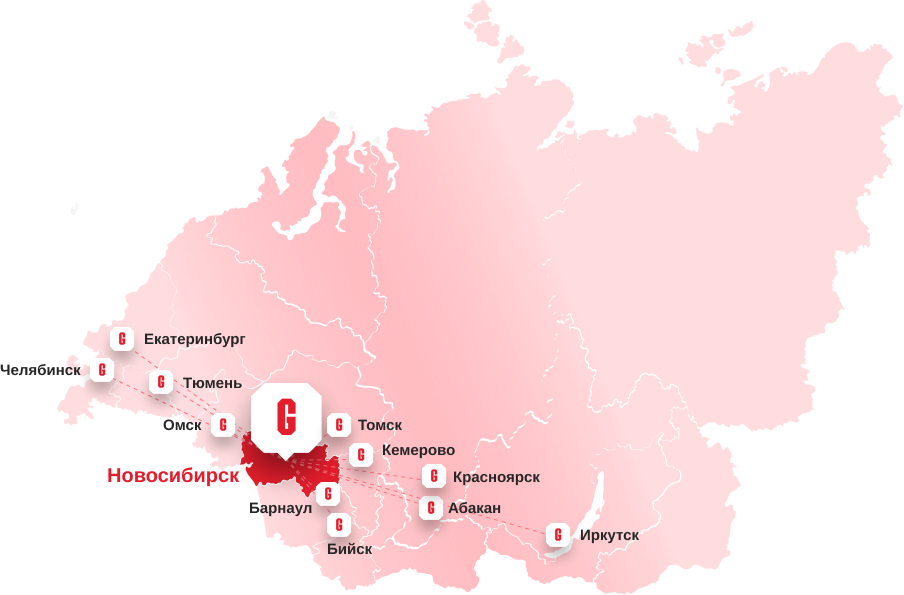 Екатеринбург
G
Челябинск
G
Тюмень
G
G
Омск
G
Томск
G
Кемерово
G
Новосибирск
Красноярск
G
Барнаул
G
Абакан
G
Бийск
G
Иркутск
G